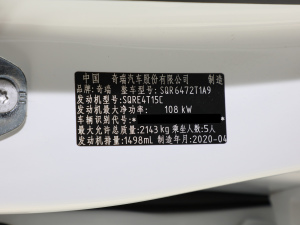 中国 奇瑞汽车股份有限公司 制造
品牌:奇瑞 整车型号:SQR6472T1A9
发动机型号:SQRE4T15C
发动机最大净功率: 108 kW
车辆识别代号:*
最大允许总质量:2143kg 乘坐人数:5人
发动机排量:1498mL 制造年月:2020-04